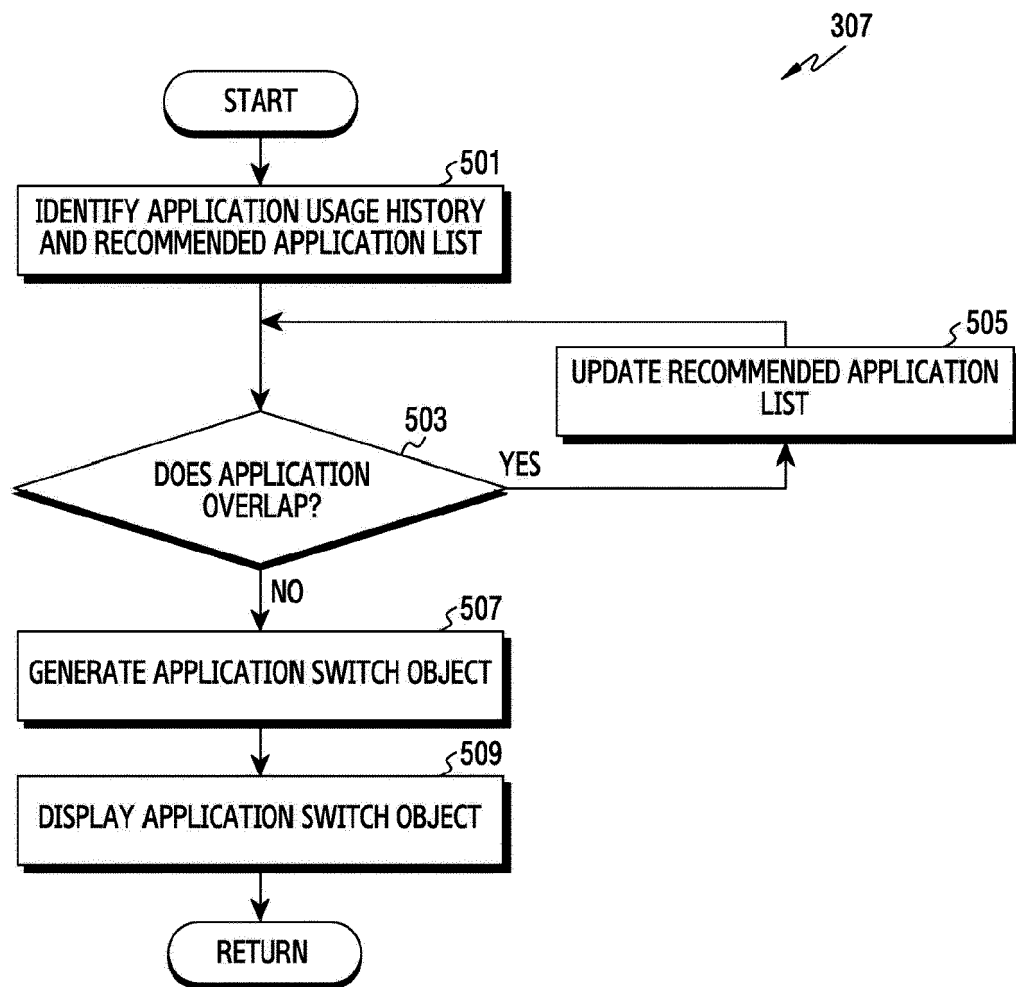 307
START
501
IDENTIFY APPLICATION USAGE HISTORY
AND RECOMMENDED APPLICATION LIST
505
UPDATE RECOMMENDED APPLICATION
LIST
503
DOES APPLICATION
OVERLAP?
YES
NO
507
GENERATE APPLICATION SWITCH OBJECT
509
DISPLAY APPLICATION SWITCH OBJECT
RETURN